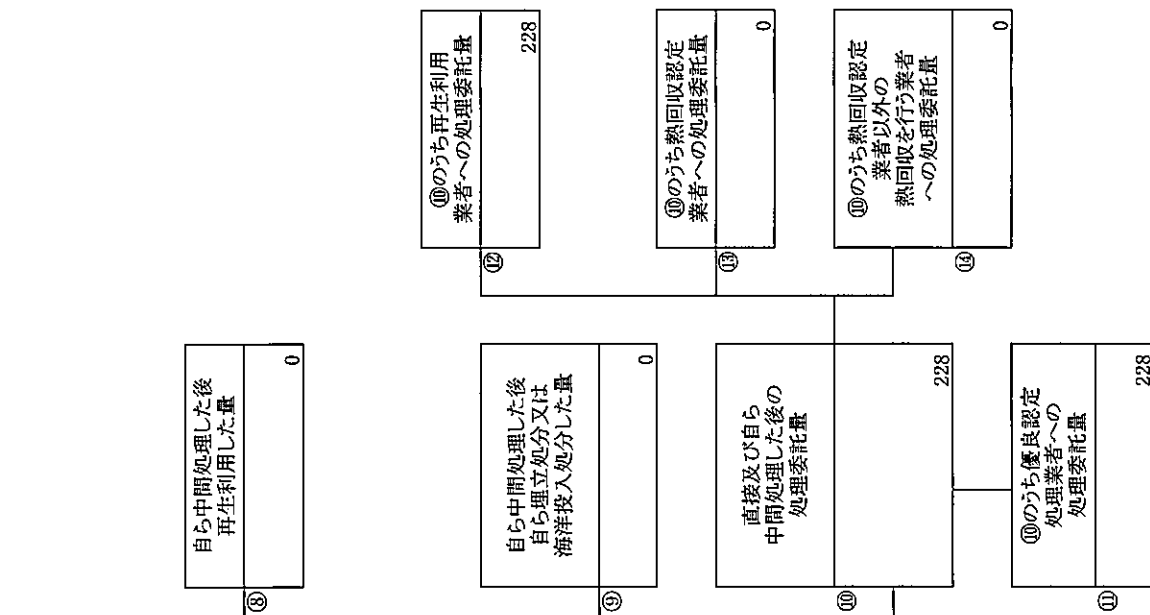 自ら中間処理した後
再生利用した量
⑧
0
自ら中間処理した後
自ら埋立処分又は
海洋投入処分した量
⑨
0
直接及び自ら
中間処理した後の
処理委託量
⑩
228
⑩のうち優良認定
処理業者への
処理委託量
⑪
228
⑩のうち再生利用
業者への処理委託量
⑫
228
⑩のうち熱回収認定
業者への処理委託量
⑬
0
⑩のうち熱回収認定
業者以外の
熱回収を行う業者
への処理委託量
⑭
0